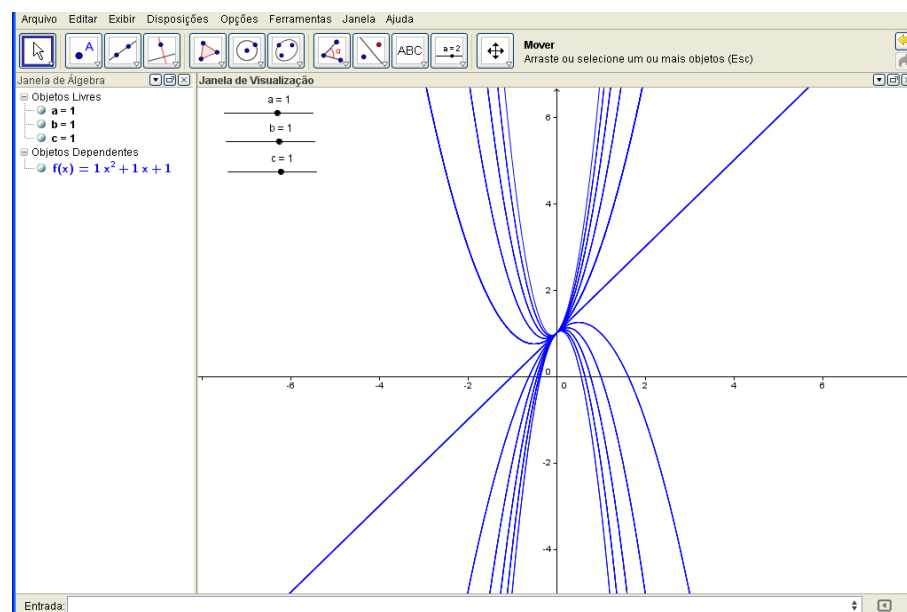 Arquivo Editar Exibir Disposições Opções Ferramentas Janela Ajuda
A
α
ABC
a=2
Mover
Arraste ou selecione um ou mais objetos (Esc)
Janela de Álgebra
Janela de Visualização
Objetos Livres
a = 1
b = 1
c = 1
Objetos Dependentes
f(x) = 1 x² + 1 x + 1
a = 1
b = 1
c = 1
6
4
2
0
-6 -4 -2 0 2 4 6
-2
-4
Entrada: